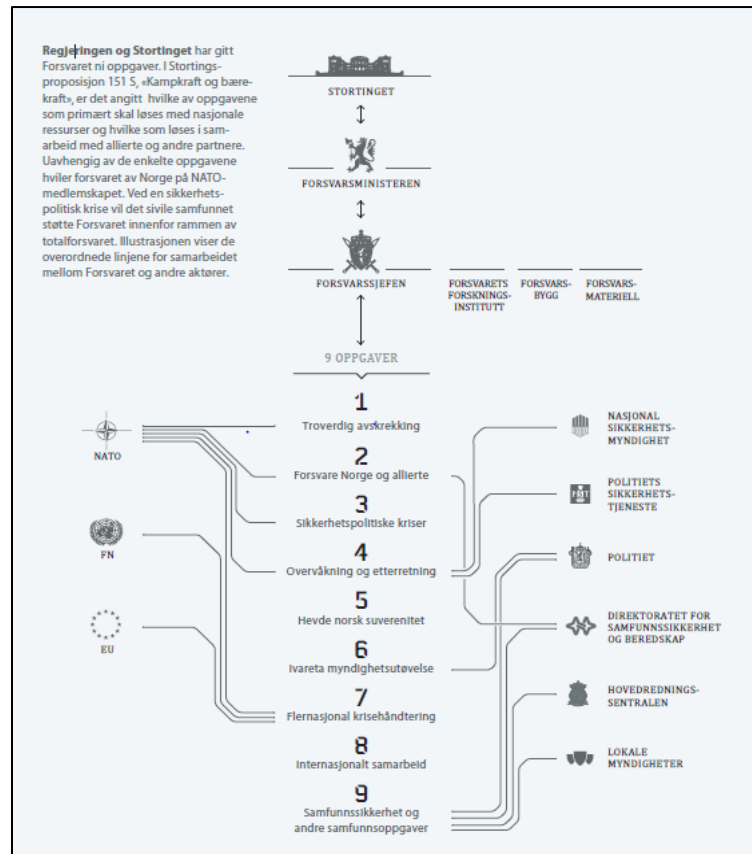 Regjeringen og Stortinget har gitt
Forsvaret ni oppgaver. I Stortings-
proposisjon 151 S, «Kampkraft og bære-
kraft», er det angitt hvilke av oppgavene
som primært skal løses med nasjonale
ressurser og hvilke som løses i sam-
arbeid med allierte og andre partnere.
Uavhengig av de enkelte oppgavene
hviler forsvaret av Norge på NATO-
medlemskapet. Ved en sikkerhets-
politisk krise vil det sivile samfunnet
støtte Forsvaret innenfor rammen av
totalforsvaret. Illustrasjonen viser de
overordnede linjene for samarbeidet
mellom Forsvaret og andre aktører.
STORTINGET
FORSVARSMINISTEREN
FORSVARSSJEFEN
FORSVARETS
FORSKNINGS-
INSTITUTT
FORSVARS-
BYGG
FORSVARS-
MATERIELL
9 OPPGAVER
1
Troverdig avskrekking
2
Forsvare Norge og allierte
3
Sikkerhetspolitiske kriser
4
Overvåkning og etterretning
5
Hevde norsk suverenitet
6
Ivareta myndighetsutøvelse
7
Flernasjonal krisehåndtering
8
Internasjonalt samarbeid
9
Samfunnssikkerhet og
andre samfunnsoppgaver
NATO
FN
EU
NASJONAL
SIKKERHETS-
MYNDIGHET
PST
POLITIETS
SIKKERHETS-
TJENESTE
POLITIET
DIREKTORATET FOR
SAMFUNNSSIKKERHET
OG BEREDSKAP
HOVEDREDNINGS-
SENTRALEN
LOKALE
MYNDIGHETER